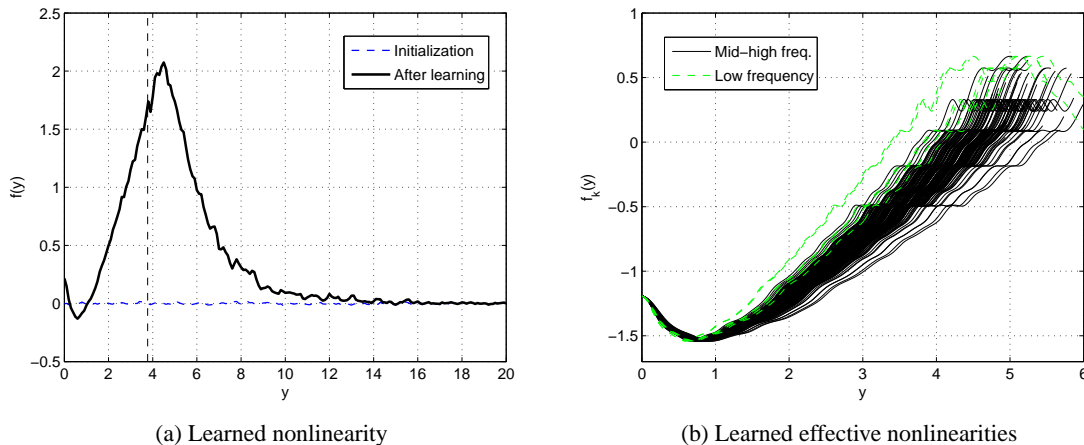 2.5
2
1.5
1
0.5
0
−0.5
f(y)
0 2 4 6 8 10 12 14 16 18 20
y
Initialization
After learning
(a) Learned nonlinearity
1
0.5
0
−0.5
−1
−1.5
f_k(y)
0 1 2 3 4 5 6
y
Mid−high freq.
Low frequency
(b) Learned effective nonlinearities